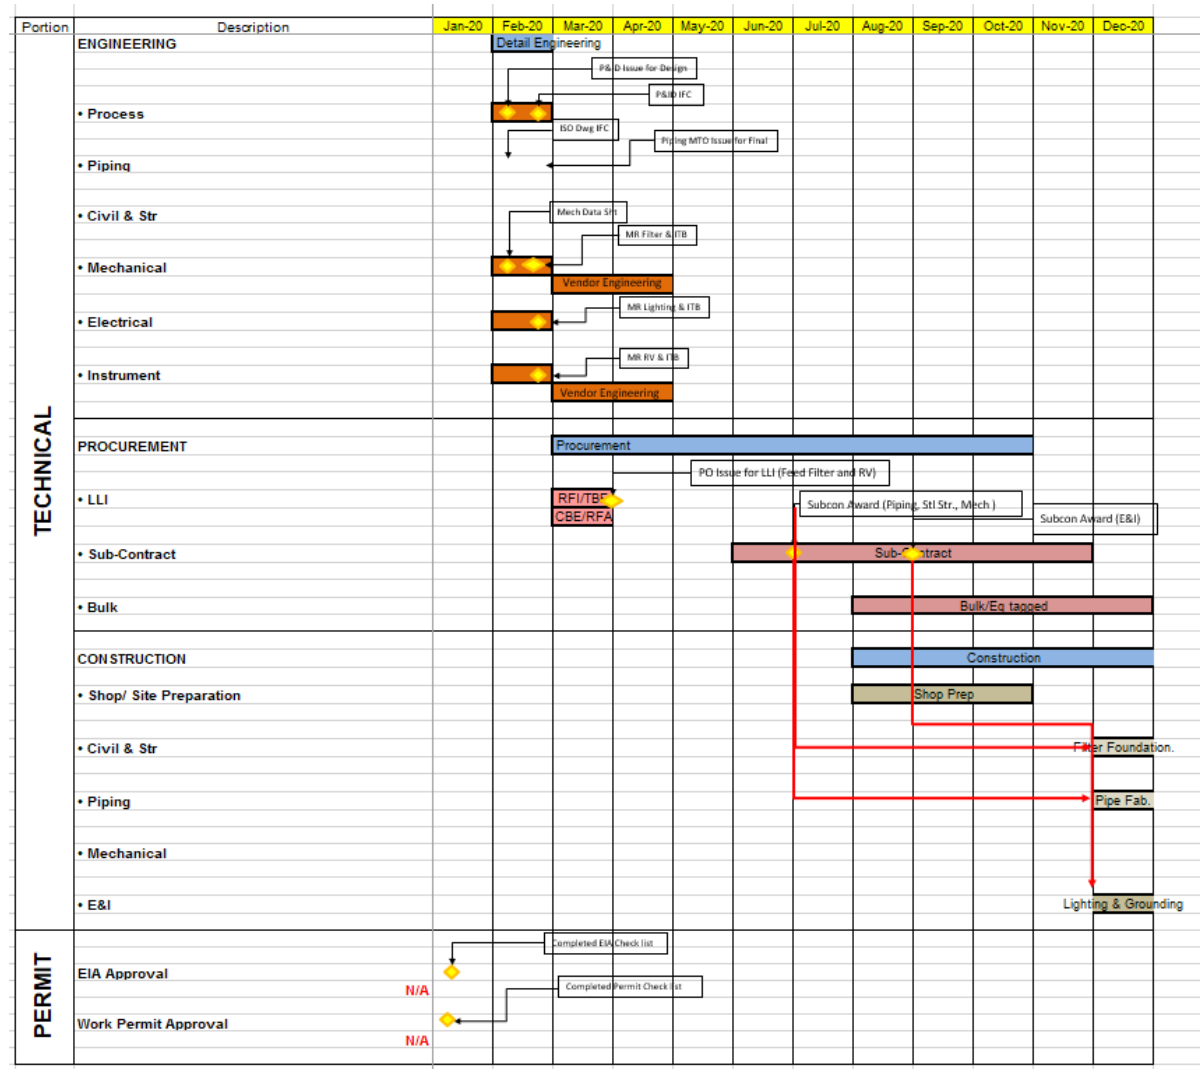 Portion Description Jan-20 Feb-20 Mar-20 Apr-20 May-20 Jun-20 Jul-20 Aug-20 Sep-20 Oct-20 Nov-20 Dec-20
TECHNICAL
ENGINEERING
Detail Engineering
P&ID Issue for Design
P&ID IFC
• Process
ISO Dwg IFC
Piping MTO Issue for Final
• Piping
• Civil & Str
Mech Data Sht
MR Filter & ITB
• Mechanical
Vendor Engineering
MR Lighting & ITB
• Electrical
MR RV & ITB
• Instrument
Vendor Engineering
PROCUREMENT
Procurement
PO Issue for LLI (Feed Filter and RV)
• LLI
RFI/TBE
CBE/RFA
Subcon Award (Piping, Stl Str., Mech )
Subcon Award (E&I)
• Sub-Contract
Sub-Contract
• Bulk
Bulk/Eq tagged
CONSTRUCTION
Construction
• Shop/ Site Preparation
Shop Prep
• Civil & Str
Filter Foundation.
• Piping
Pipe Fab.
• Mechanical
• E&I
Lighting & Grounding
PERMIT
Completed EIA Check list
EIA Approval
N/A
Completed Permit Check list
Work Permit Approval
N/A